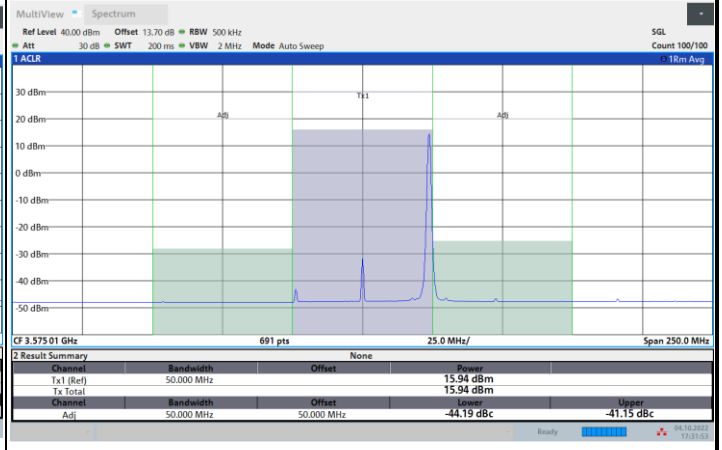 MultiView Spectrum
Ref Level 40.00 dBm Offset 13.70 dB RBW 500 kHz SGL
Att 30 dB SWT 200 ms VBW 2 MHz Mode Auto Sweep Count 100/100
1 ACLR 1Rm Avg
30 dBm
Tx1
20 dBm
Adj Adj
10 dBm
0 dBm
-10 dBm
-20 dBm
-30 dBm
-40 dBm
-50 dBm
CF 3.575 01 GHz 691 pts 25.0 MHz/ Span 250.0 MHz
2 Result Summary None
Channel Bandwidth Offset Power
Tx1 (Ref) 50.000 MHz 15.94 dBm
Tx Total 15.94 dBm
Channel Bandwidth Offset Lower Upper
Adj 50.000 MHz 50.000 MHz -44.19 dBc -41.15 dBc
Ready 04.10.2022
17:31:53